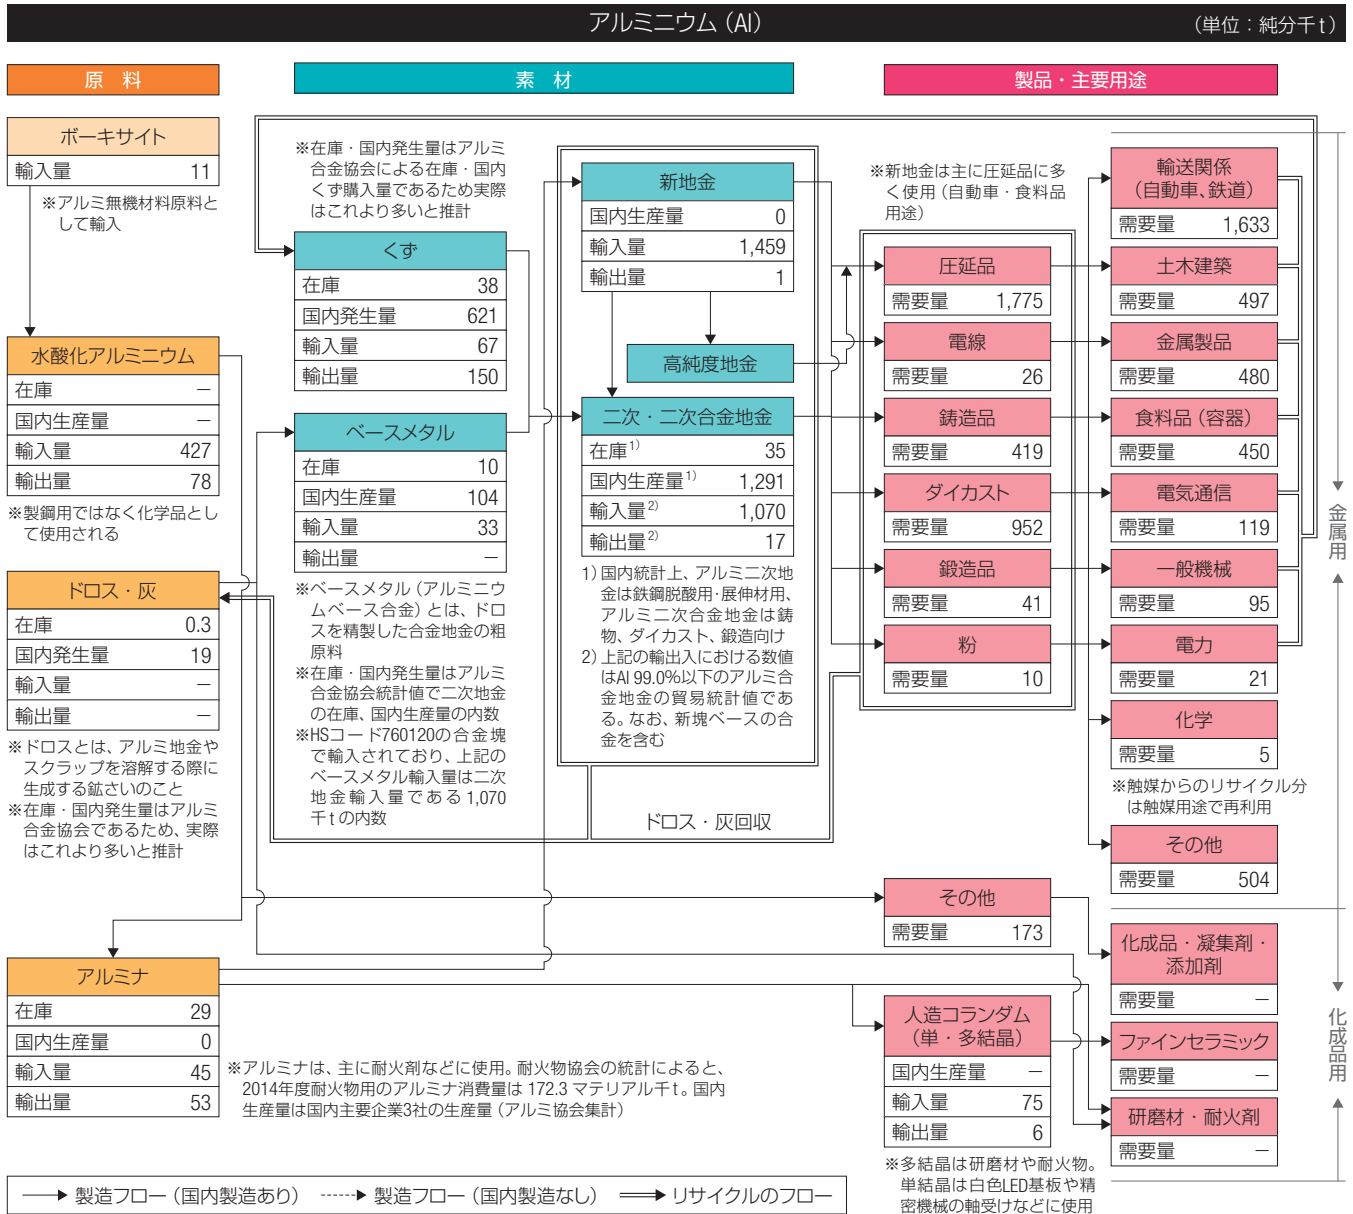 アルミニウム（Al）
（単位：純分千t）
原　料
素　材
製品・主要用途
ボーキサイト
輸入量 11
※アルミ無機材料原料と
して輸入
水酸化アルミニウム
在庫 －
国内生産量 －
輸入量 427
輸出量 78
※製鋼用ではなく化学品とし
て使用される
ドロス・灰
在庫 0.3
国内発生量 19
輸入量 －
輸出量 －
※ドロスとは、アルミ地金や
スクラップを溶解する際に
生成する鉱さいのこと
※在庫・国内発生量はアルミ
合金協会であるため、実際
はこれより多いと推計
アルミナ
在庫 29
国内生産量 0
輸入量 45
輸出量 53
※アルミナは、主に耐火剤などに使用。耐火物協会の統計によると、
2014年度耐火物用のアルミナ消費量は 172.3 マテリアル千t。国内
生産量は国内主要企業3社の生産量（アルミ協会集計）
※在庫・国内発生量はアルミ
合金協会による在庫・国内
くず購入量であるため実際
はこれより多いと推計
くず
在庫 38
国内発生量 621
輸入量 67
輸出量 150
ベースメタル
在庫 10
国内生産量 104
輸入量 33
輸出量 －
※ベースメタル（アルミニウ
ムベース合金）とは、ドロ
スを精製した合金地金の粗
原料
※在庫・国内発生量はアルミ
合金協会統計値で二次地金
の在庫、国内生産量の内数
※HSコード760120の合金塊
で輸入されており、上記の
ベースメタル輸入量は二次
地金輸入量である1,070
千tの内数
新地金
国内生産量 0
輸入量 1,459
輸出量 1
高純度地金
二次・二次合金地金
在庫1) 35
国内生産量1) 1,291
輸入量2) 1,070
輸出量2) 17
1）国内統計上、アルミ二次地
金は鉄鋼脱酸用・展伸材用、
アルミ二次合金地金は鋳
物、ダイカスト、鍛造向け
2）上記の輸出入における数値
はAl 99.0%以下のアルミ合
金地金の貿易統計値であ
る。なお、新塊ベースの合
金を含む
ドロス・灰回収
※新地金は主に圧延品に多
く使用（自動車・食料品
用途）
圧延品
需要量 1,775
電線
需要量 26
鋳造品
需要量 419
ダイカスト
需要量 952
鍛造品
需要量 41
粉
需要量 10
その他
需要量 173
人造コランダム
（単・多結晶）
国内生産量 －
輸入量 75
輸出量 6
※多結晶は研磨材や耐火物。
単結晶は白色LED基板や精
密機械の軸受けなどに使用
輸送関係
（自動車、鉄道）
需要量 1,633
土木建築
需要量 497
金属製品
需要量 480
食料品（容器）
需要量 450
電気通信
需要量 119
一般機械
需要量 95
電力
需要量 21
化学
需要量 5
※触媒からのリサイクル分
は触媒用途で再利用
その他
需要量 504
化成品・凝集剤・
添加剤
需要量 －
ファインセラミック
需要量 －
研磨材・耐火剤
需要量 －
金属用
化成品用
製造フロー（国内製造あり）
製造フロー（国内製造なし）
リサイクルのフロー